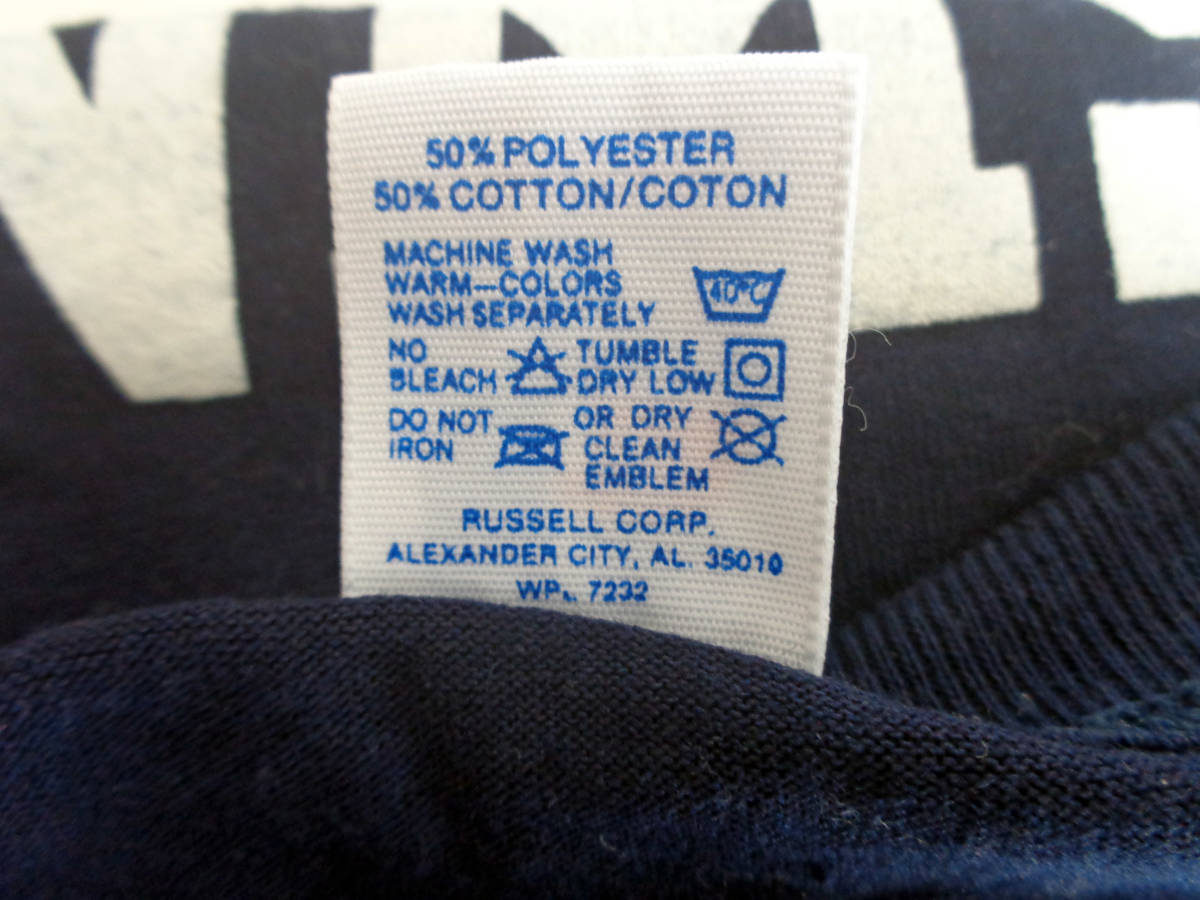 50% POLYESTER
50% COTTON/COTON
MACHINE WASH
WARM—COLORS
WASH SEPARATELY
40°C
NO
BLEACH
TUMBLE
DRY LOW
DO NOT
IRON
OR DRY
CLEAN
EMBLEM
RUSSELL CORP.
ALEXANDER CITY, AL. 35010
WPL 7232